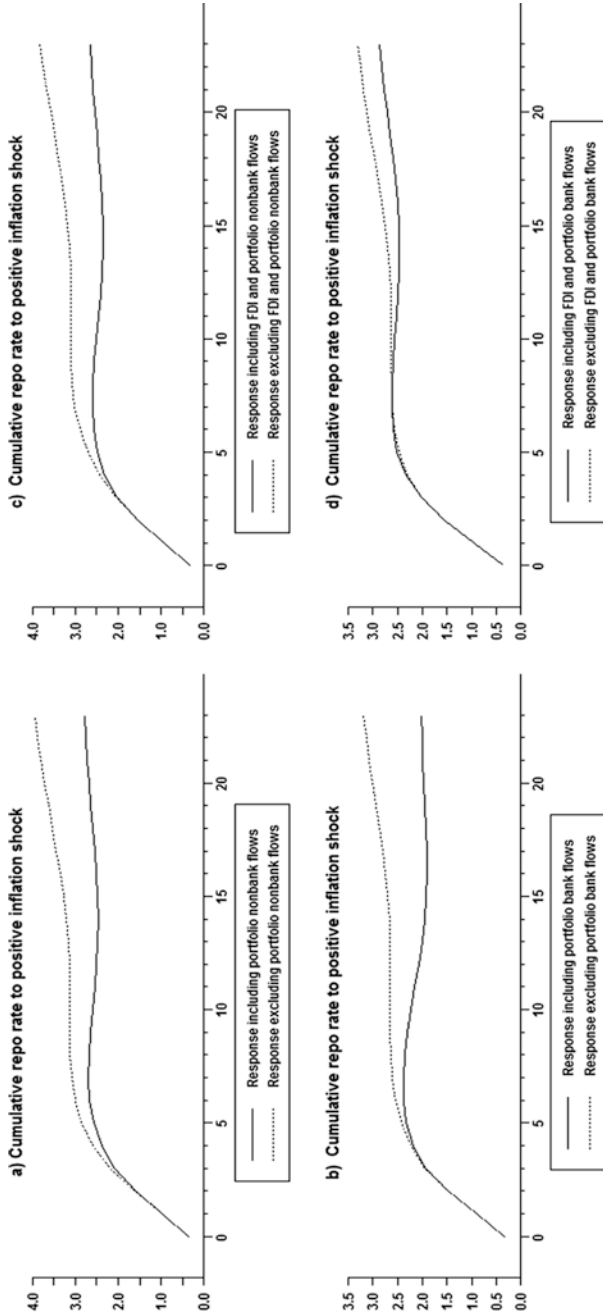 a) Cumulative repo rate to positive inflation shock
4.0
3.0
2.5
2.0
1.0
0.0
0 5 10 15 20
Response including portfolio nonbank flows
Response excluding portfolio nonbank flows
c) Cumulative repo rate to positive inflation shock
4.0
3.0
2.5
2.0
1.0
0.0
0 5 10 15 20
Response including FDI and portfolio nonbank flows
Response excluding FDI and portfolio nonbank flows
b) Cumulative repo rate to positive inflation shock
3.5
3.0
2.5
2.0
1.5
1.0
0.5
0.0
0 5 10 15 20
Response including portfolio bank flows
Response excluding portfolio bank flows
d) Cumulative repo rate to positive inflation shock
3.5
3.0
2.5
2.0
1.5
1.0
0.5
0.0
0 5 10 15 20
Response including FDI and portfolio bank flows
Response excluding FDI and portfolio bank flows